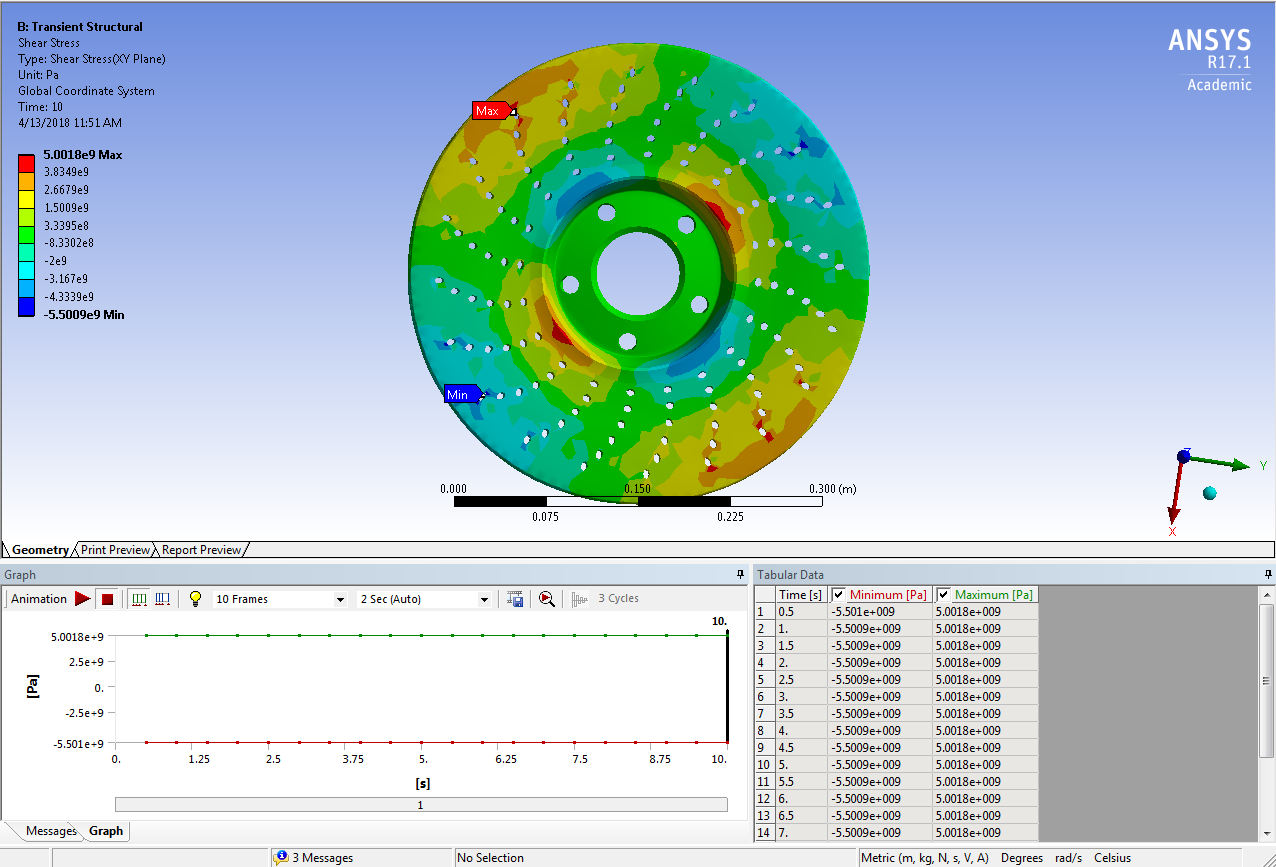 B: Transient Structural
Shear Stress
Type: Shear Stress(XY Plane)
Unit: Pa
Global Coordinate System
Time: 10
4/13/2018 11:51 AM
5.0018e9 Max
3.8349e9
2.6679e9
1.5009e9
3.3395e8
-8.3302e8
-2e9
-3.167e9
-4.3339e9
-5.5009e9 Min
ANSYS
R17.1
Academic
Max
Min
0.000 0.150 0.300 (m)
0.075 0.225
Z
Y
X
Geometry Print Preview Report Preview
Graph
Animation 10 Frames 2 Sec (Auto) 3 Cycles
10.
5.0018e+9
2.5e+9
0.
-2.5e+9
-5.501e+9
[Pa]
0. 1.25 2.5 3.75 5. 6.25 7.5 8.75 10.
[s]
1
Messages Graph
Tabular Data
Time [s] Minimum [Pa] Maximum [Pa]
1 0.5 -5.501e+009 5.0018e+009
2 1. -5.5009e+009 5.0018e+009
3 1.5 -5.5009e+009 5.0018e+009
4 2. -5.5009e+009 5.0018e+009
5 2.5 -5.5009e+009 5.0018e+009
6 3. -5.5009e+009 5.0018e+009
7 3.5 -5.5009e+009 5.0018e+009
8 4. -5.5009e+009 5.0018e+009
9 4.5 -5.5009e+009 5.0018e+009
10 5. -5.5009e+009 5.0018e+009
11 5.5 -5.5009e+009 5.0018e+009
12 6. -5.5009e+009 5.0018e+009
13 6.5 -5.5009e+009 5.0018e+009
14 7. -5.5009e+009 5.0018e+009
3 Messages No Selection Metric (m, kg, N, s, V, A) Degrees rad/s Celsius